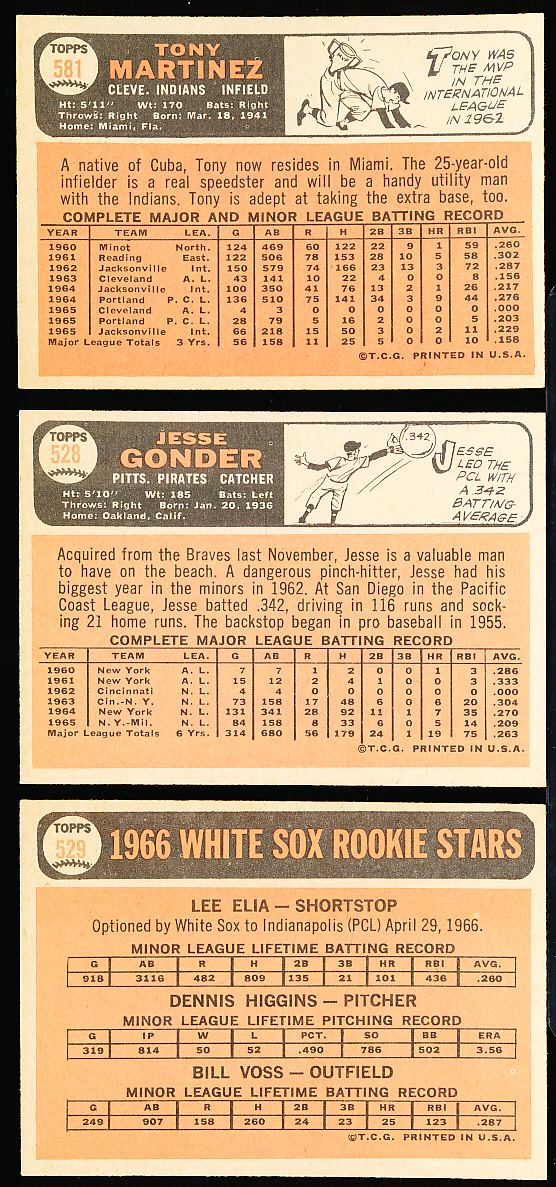 TOPPS
581
TONY
MARTINEZ
CLEVE. INDIANS INFIELD
Ht: 5'11" Wt: 170 Bats: Right
Throws: Right Born: Mar. 18, 1941
Home: Miami, Fla.
TONY WAS
THE MVP
IN THE
INTERNATIONAL
LEAGUE
IN 1962
A native of Cuba, Tony now resides in Miami. The 25-year-old
infielder is a real speedster and will be a handy utility man
with the Indians. Tony is adept at taking the extra base, too.
COMPLETE MAJOR AND MINOR LEAGUE BATTING RECORD
YEAR TEAM LEA. G AB R H 2B 3B HR RBI AVG.
1960 Minot North. 124 469 60 122 22 9 1 59 .260
1961 Reading East. 122 506 78 153 28 10 5 58 .302
1962 Jacksonville Int. 150 579 74 166 23 13 3 72 .287
1963 Cleveland A. L. 43 141 10 22 4 0 0 8 .156
1964 Jacksonville Int. 100 350 41 76 13 2 1 26 .217
1964 Portland P. C. L. 136 510 75 141 34 3 9 44 .276
1965 Cleveland A. L. 4 3 0 0 0 0 0 0 .000
1965 Portland P. C. L. 28 79 5 16 2 0 0 5 .203
1965 Jacksonville Int. 66 218 15 50 3 0 2 11 .229
Major League Totals 3 Yrs. 56 158 11 25 5 0 0 10 .158
©T.C.G. PRINTED IN U.S.A.
TOPPS
528
JESSE
GONDER
PITTS. PIRATES CATCHER
Ht: 5'10" Wt: 185 Bats: Left
Throws: Right Born: Jan. 20, 1936
Home: Oakland, Calif.
.342
JESSE
LED THE
PCL WITH
A .342
BATTING
AVERAGE
Acquired from the Braves last November, Jesse is a valuable man
to have on the beach. A dangerous pinch-hitter, Jesse had his
biggest year in the minors in 1962. At San Diego in the Pacific
Coast League, Jesse batted .342, driving in 116 runs and sock-
ing 21 home runs. The backstop began in pro baseball in 1955.
COMPLETE MAJOR LEAGUE BATTING RECORD
YEAR TEAM LEA. G AB R H 2B 3B HR RBI AVG.
1960 New York A. L. 7 7 1 2 0 0 1 3 .286
1961 New York A. L. 15 12 2 4 1 0 0 3 .333
1962 Cincinnati N. L. 4 4 0 0 0 0 0 0 .000
1963 Cin.-N. Y. N. L. 73 158 17 48 6 0 6 20 .304
1964 New York N. L. 131 341 28 92 11 1 7 35 .270
1965 N. Y.-Mil. N. L. 84 158 8 33 6 0 5 14 .209
Major League Totals 6 Yrs. 314 680 56 179 24 1 19 75 .263
©T.C.G. PRINTED IN U.S.A.
TOPPS
529
1966 WHITE SOX ROOKIE STARS
LEE ELIA — SHORTSTOP
Optioned by White Sox to Indianapolis (PCL) April 29, 1966.
MINOR LEAGUE LIFETIME BATTING RECORD
G AB R H 2B 3B HR RBI AVG.
918 3116 482 809 135 21 101 436 .260
DENNIS HIGGINS — PITCHER
MINOR LEAGUE LIFETIME PITCHING RECORD
G IP W L PCT. SO BB ERA
319 814 50 52 .490 786 502 3.56
BILL VOSS — OUTFIELD
MINOR LEAGUE LIFETIME BATTING RECORD
G AB R H 2B 3B HR RBI AVG.
249 907 158 260 24 23 25 123 .287
©T.C.G. PRINTED IN U.S.A.